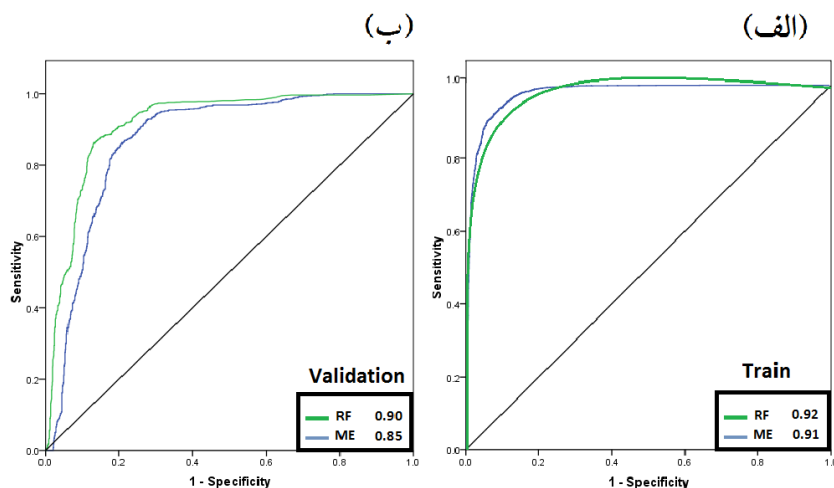 (الف)
1.0
0.8
0.6
0.4
0.2
0.0
Sensitivity
Train
RF 0.92
ME 0.91
0.0 0.2 0.4 0.6 0.8 1.0
1 - Specificity
(ب)
1.0
0.8
0.6
0.4
0.2
0.0
Sensitivity
Validation
RF 0.90
ME 0.85
0.0 0.2 0.4 0.6 0.8 1.0
1 - Specificity